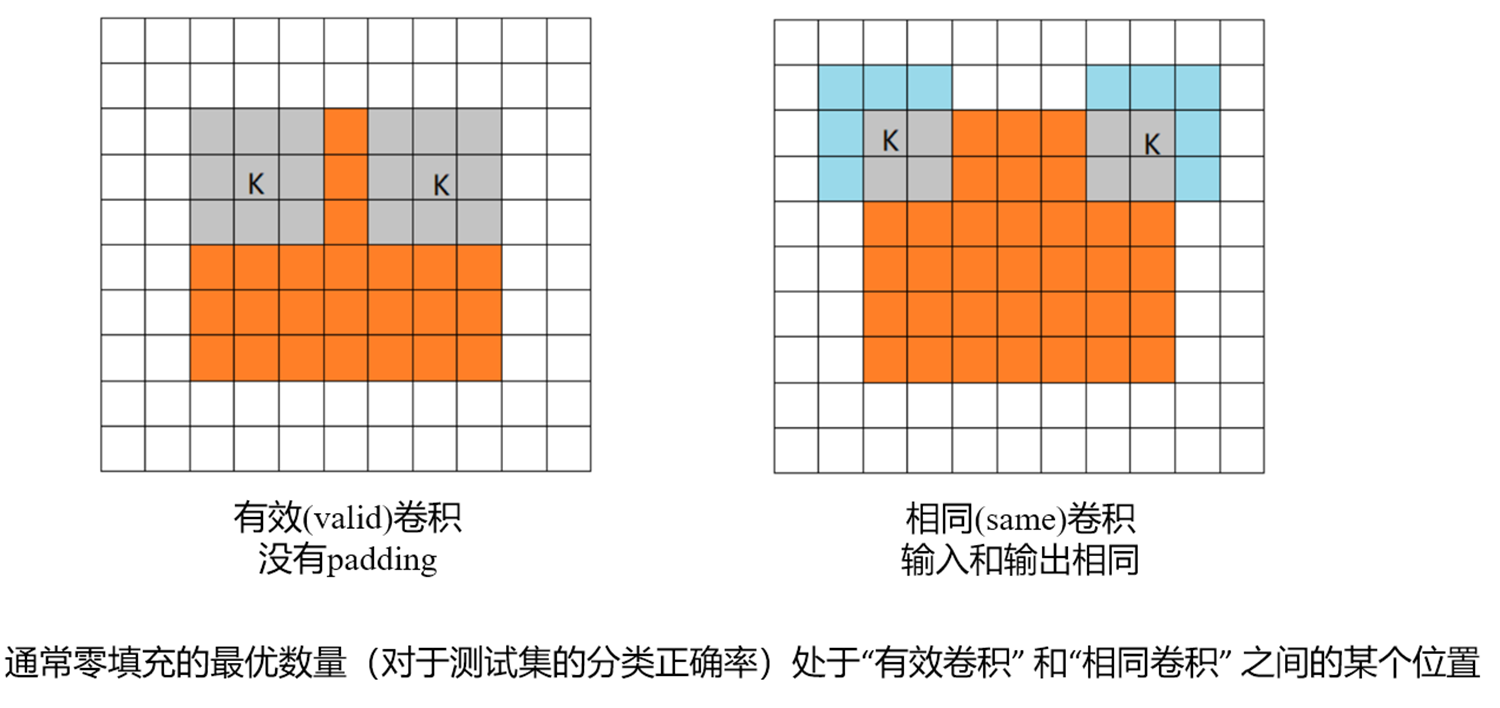 K
K
K
K
有效(valid)卷积
没有padding
相同(same)卷积
输入和输出相同
通常零填充的最优数量（对于测试集的分类正确率）处于“有效卷积” 和“相同卷积” 之间的某个位置